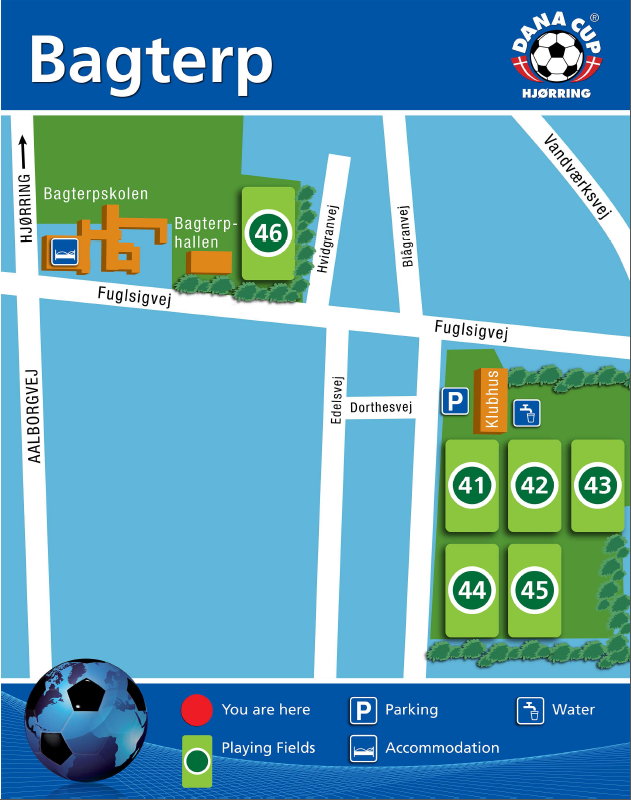 Bagterp
DANA CUP ®
HJØRRING
HJØRRING
Bagterpskolen
Bagterp-
hallen
46
Hvidgranvej
Blågranvej
Vandværksvej
Fuglsigvej
Fuglsigvej
AALBORGVEJ
Edelsvej
Dorthesvej
P
Klubhus
41
42
43
44
45
You are here
P
Parking
Water
Playing Fields
Accommodation